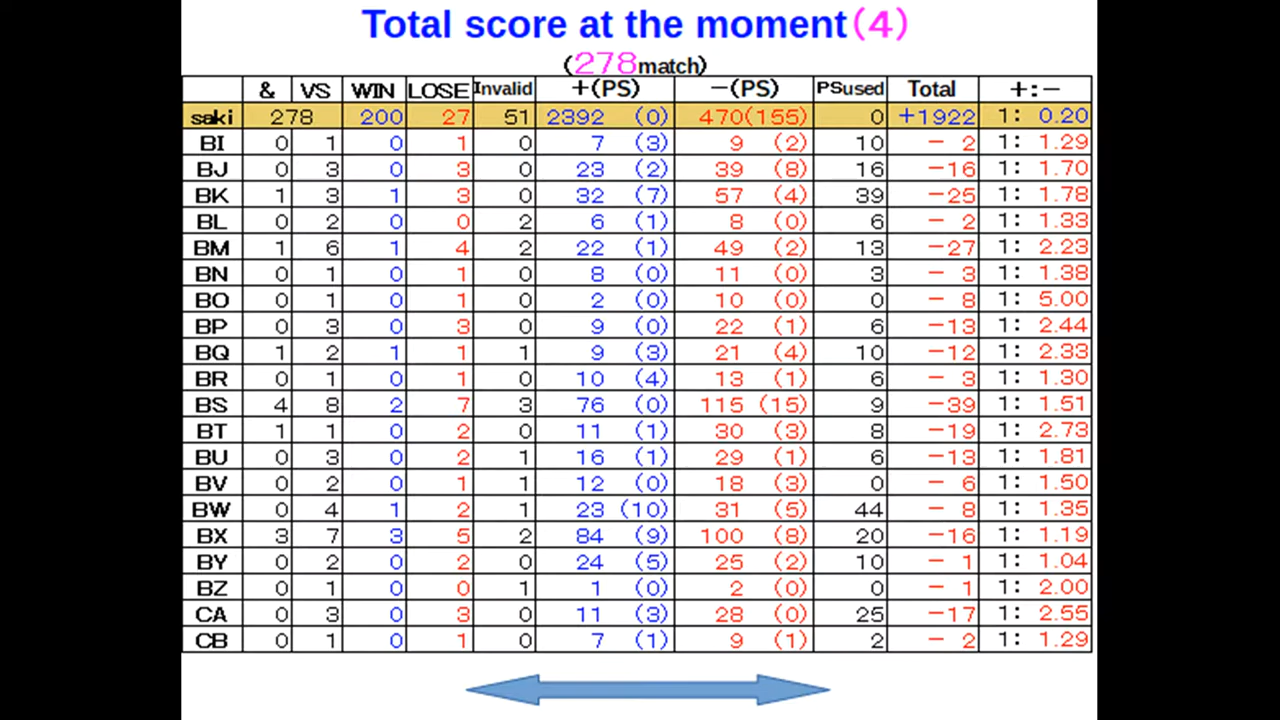 Total score at the moment(4)
(278match)
& VS WIN LOSE Invalid +(PS) −(PS) PSused Total +:−
saki 278 200 27 51 2392 (0) 470(155) 0 +1922 1: 0.20
BI 0 1 0 1 0 7 (3) 9 (2) 10 − 2 1: 1.29
BJ 0 3 0 3 0 23 (2) 39 (8) 16 −16 1: 1.70
BK 1 3 1 3 0 32 (7) 57 (4) 39 −25 1: 1.78
BL 0 2 0 0 2 6 (1) 8 (0) 6 − 2 1: 1.33
BM 1 6 1 4 2 22 (1) 49 (2) 13 −27 1: 2.23
BN 0 1 0 1 0 8 (0) 11 (0) 3 − 3 1: 1.38
BO 0 1 0 1 0 2 (0) 10 (0) 0 − 8 1: 5.00
BP 0 3 0 3 0 9 (0) 22 (1) 6 −13 1: 2.44
BQ 1 2 1 1 1 9 (3) 21 (4) 10 −12 1: 2.33
BR 0 1 0 1 0 10 (4) 13 (1) 6 − 3 1: 1.30
BS 4 8 2 7 3 76 (0) 115 (15) 9 −39 1: 1.51
BT 1 1 0 2 0 11 (1) 30 (3) 8 −19 1: 2.73
BU 0 3 0 2 1 16 (1) 29 (1) 6 −13 1: 1.81
BV 0 2 0 1 1 12 (0) 18 (3) 0 − 6 1: 1.50
BW 0 4 1 2 1 23 (10) 31 (5) 44 − 8 1: 1.35
BX 3 7 3 5 2 84 (9) 100 (8) 20 −16 1: 1.19
BY 0 2 0 2 0 24 (5) 25 (2) 10 − 1 1: 1.04
BZ 0 1 0 0 1 1 (0) 2 (0) 0 − 1 1: 2.00
CA 0 3 0 3 0 11 (3) 28 (0) 25 −17 1: 2.55
CB 0 1 0 1 0 7 (1) 9 (1) 2 − 2 1: 1.29